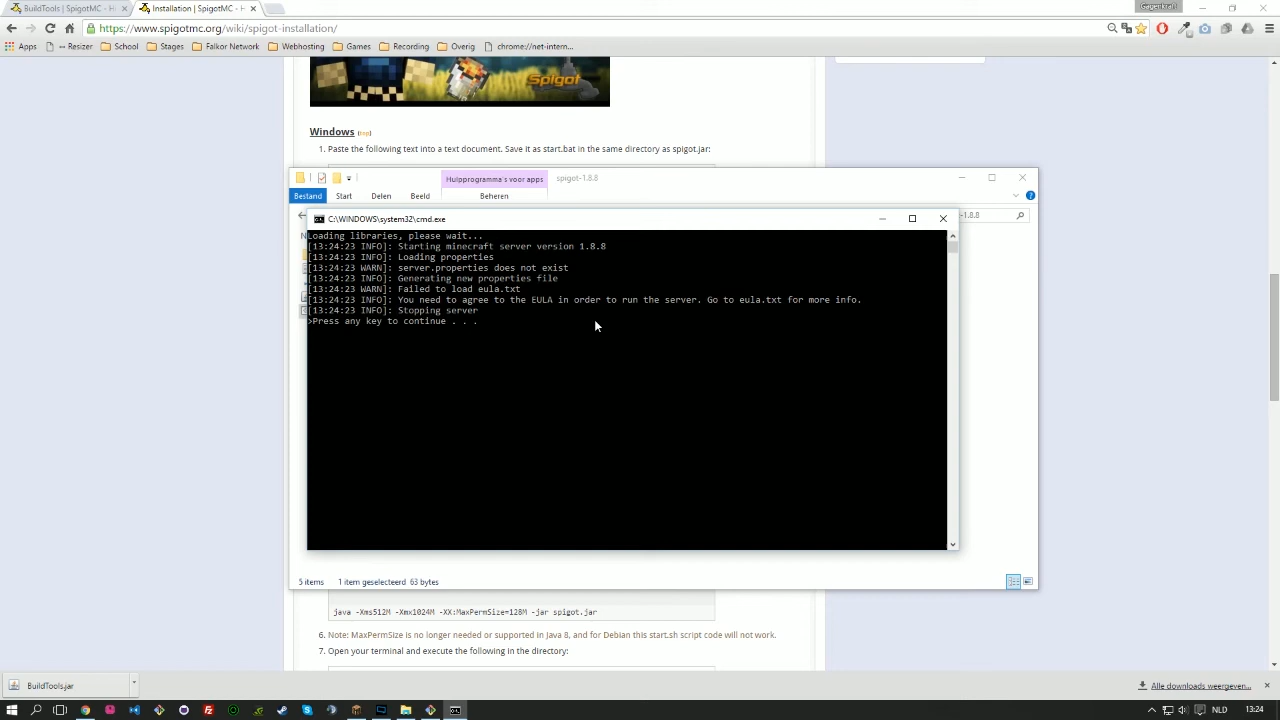 Gagenkraft
BuildTools | SpigotMC - Hi
Installation | SpigotMC - H
https://www.spigotmc.org/wiki/spigot-installation/
Apps
-- Resizer
School
Stages
Falkor Network
Webhosting
Games
Recording
Overig
chrome://net-intern...
Spigot
Windows [top]
1. Paste the following text into a text document. Save it as start.bat in the same directory as spigot.jar:
Hulpprogramma's voor apps
spigot-1.8.8
Bestand
Start
Delen
Beeld
Beheren
-1.8.8
C:\WINDOWS\system32\cmd.exe
Loading libraries, please wait...
[13:24:23 INFO]: Starting minecraft server version 1.8.8
[13:24:23 INFO]: Loading properties
[13:24:23 WARN]: server.properties does not exist
[13:24:23 INFO]: Generating new properties file
[13:24:23 WARN]: Failed to load eula.txt
[13:24:23 INFO]: You need to agree to the EULA in order to run the server. Go to eula.txt for more info.
[13:24:23 INFO]: Stopping server
>Press any key to continue . . .
5 items
1 item geselecteerd 63 bytes
java -Xms512M -Xmx1024M -XX:MaxPermSize=128M -jar spigot.jar
6. Note: MaxPermSize is no longer needed or supported in Java 8, and for Debian this start.sh script code will not work.
7. Open your terminal and execute the following in the directory:
BuildTools.jar
Alle downloads weergeven...
NLD
13:24